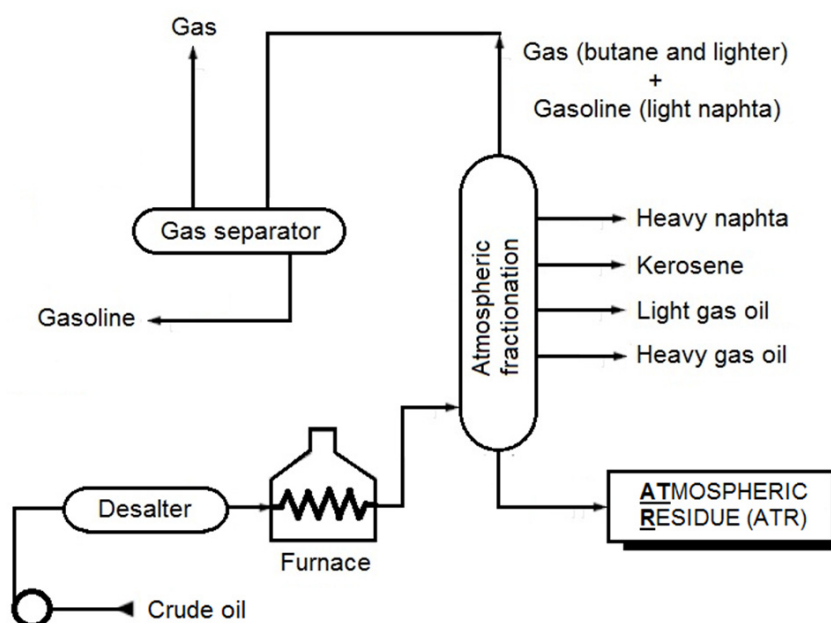 Gas
Gas (butane and lighter)
+
Gasoline (light naphta)
Gas separator
Gasoline
Atmospheric
fractionation
Heavy naphta
Kerosene
Light gas oil
Heavy gas oil
Desalter
Furnace
Crude oil
ATMOSPHERIC
RESIDUE (ATR)